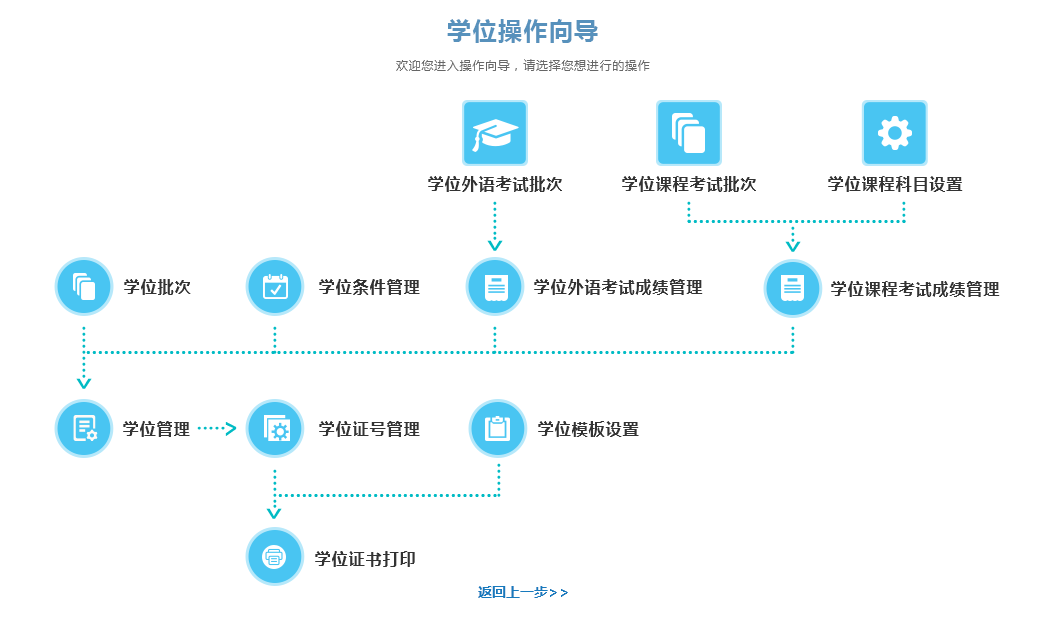 学位操作向导
欢迎您进入操作向导，请选择您想进行的操作
学位外语考试批次
学位课程考试批次
学位课程科目设置
学位批次
学位条件管理
学位外语考试成绩管理
学位课程考试成绩管理
学位管理
学位证号管理
学位模板设置
学位证书打印
返回上一步>>